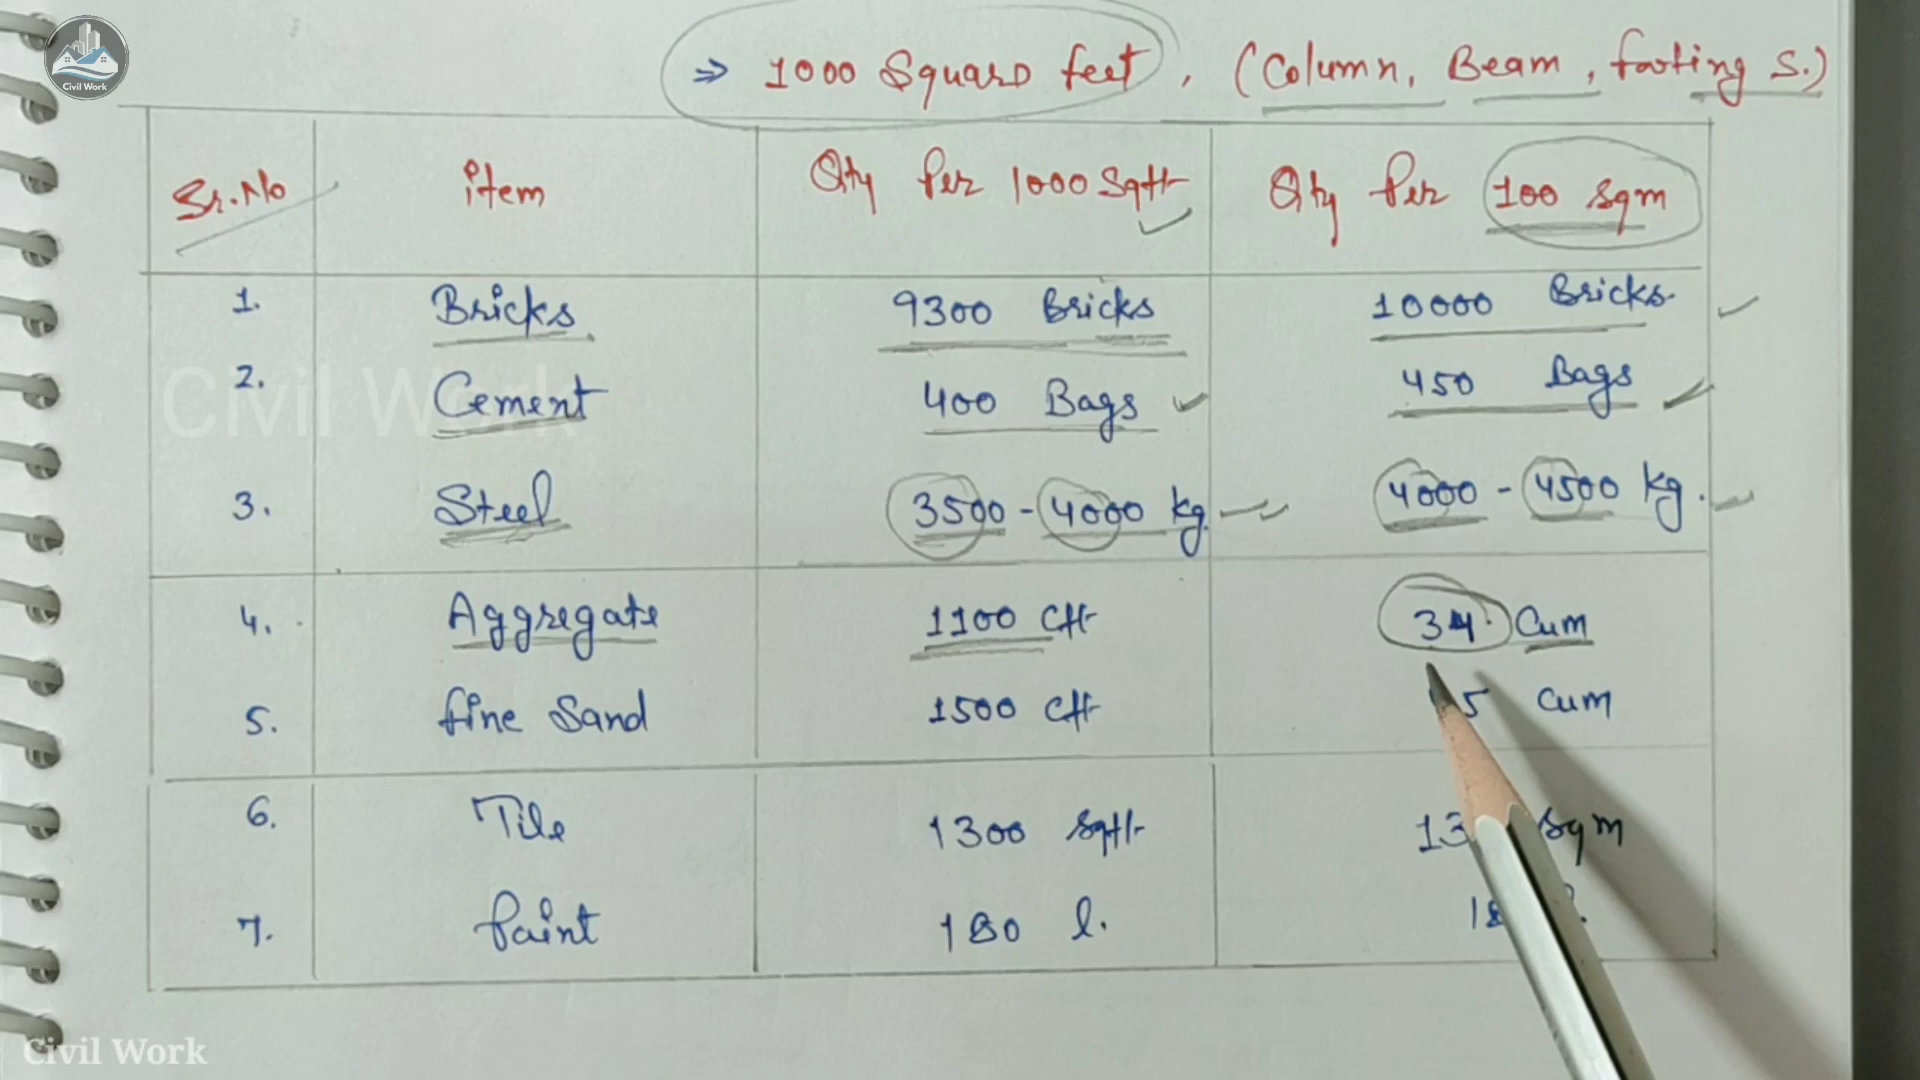 Civil Work
⇒ 1000 Square feet, (Column, Beam, footing S.)
Sr.No item Qty Per 1000 Sqft Qty Per 100 Sqm
1. Bricks 9300 Bricks 10000 Bricks
2. Cement 400 Bags 450 Bags
Civil Work
3. Steel 3500 - 4000 kg. 4000 - 4500 kg.
4. Aggregate 1100 Cft 34 Cum
5. fine Sand 1500 Cft Cum
6. Tile 1300 Sqft Sqm
7. Paint 180 l.
Civil Work